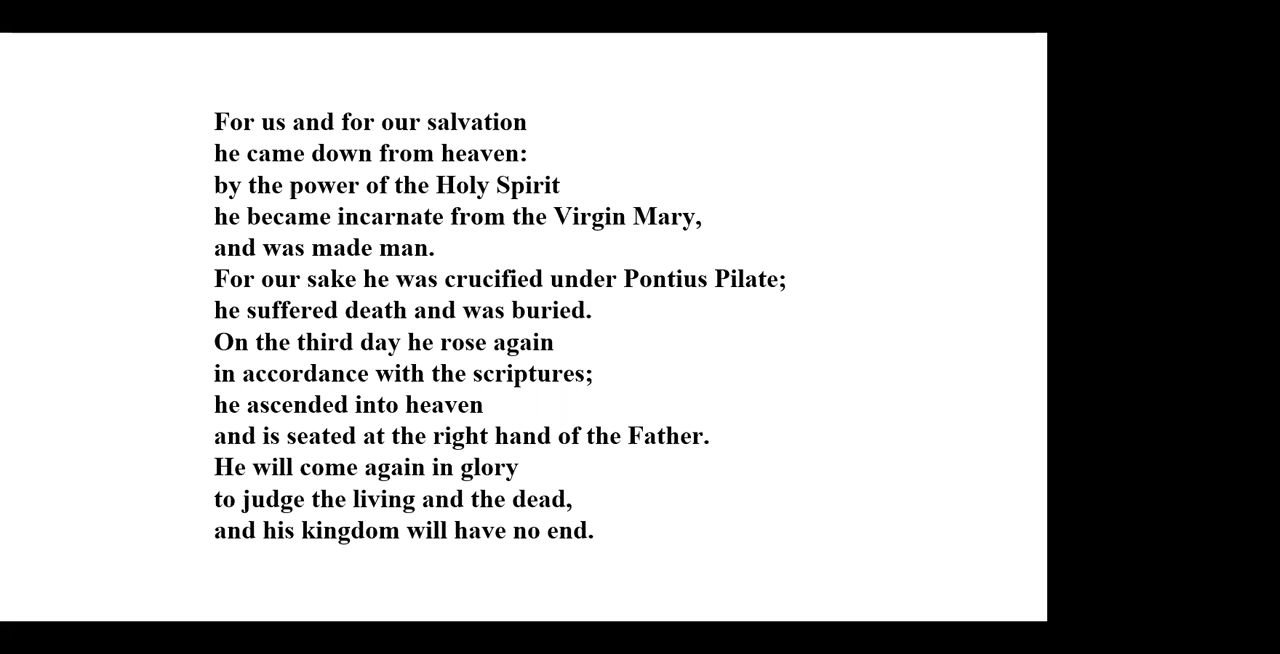 For us and for our salvation
he came down from heaven:
by the power of the Holy Spirit
he became incarnate from the Virgin Mary,
and was made man.
For our sake he was crucified under Pontius Pilate;
he suffered death and was buried.
On the third day he rose again
in accordance with the scriptures;
he ascended into heaven
and is seated at the right hand of the Father.
He will come again in glory
to judge the living and the dead,
and his kingdom will have no end.